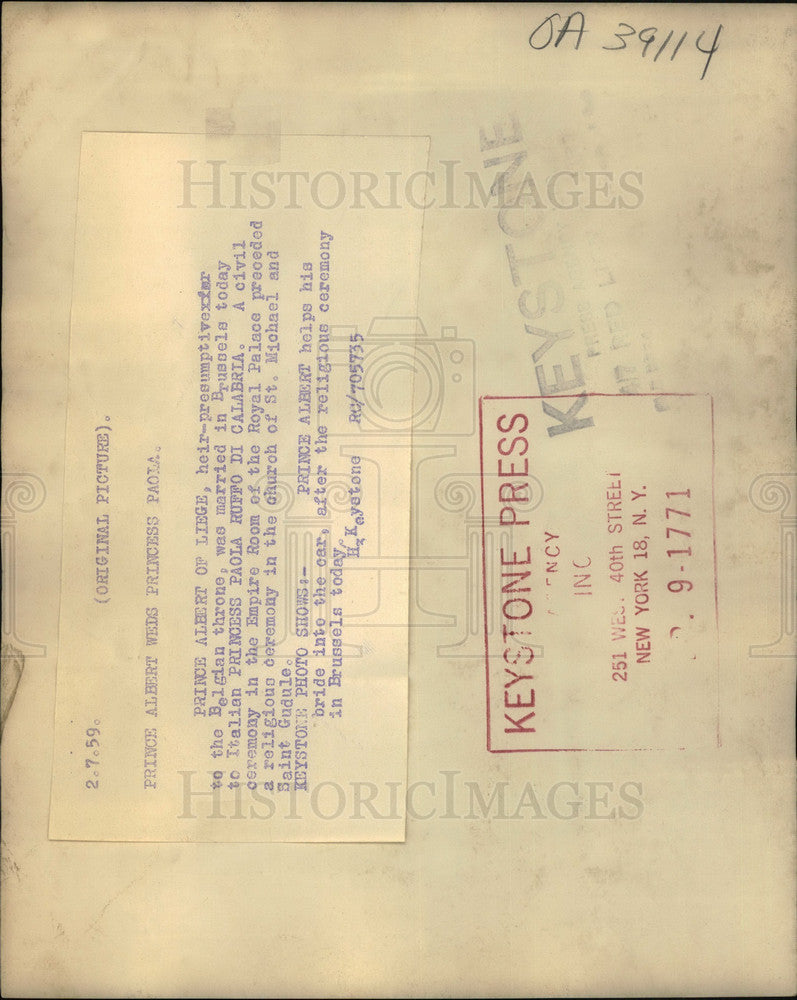 OA 39114
2.7.59. (ORIGINAL PICTURE).
PRINCE ALBERT WEDS PRINCESS PAOLA.
PRINCE ALBERT OF LIEGE, heir-presumptive
to the Belgian throne, was married in Brussels today
to Italian PRINCESS PAOLA RUFFO DI CALABRIA. A civil
ceremony in the Empire Room of the Royal Palace preceded
a religious ceremony in the church of St. Michael and
Saint Gudule.
KEYSTONE PHOTO SHOWS:- PRINCE ALBERT helps his
bride into the car, after the religious ceremony
in Brussels today.
Keystone RC/705735
KEYSTONE
KEYSTONE PRESS
INC
251 40th STREET
NEW YORK 18, N. Y.
9-1771
HISTORICIMAGES
HISTORICIMAGES